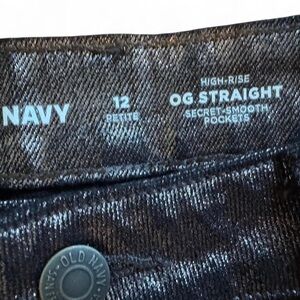 NAVY
12
PETITE
HIGH-RISE
OG STRAIGHT
SECRET-SMOOTH
POCKETS
OLD NAVY